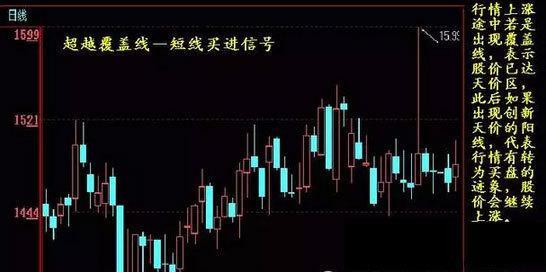 日线
超越覆盖线—短线买进信号
1599
15.99
1521
1444
行情上涨
途中若是
出现覆盖
线，表示
股价已达
天价区，
此后如果
出现创新
天价的阳
线，代表
行情有转
为买盘的
迹象，股
价会继续
上涨。